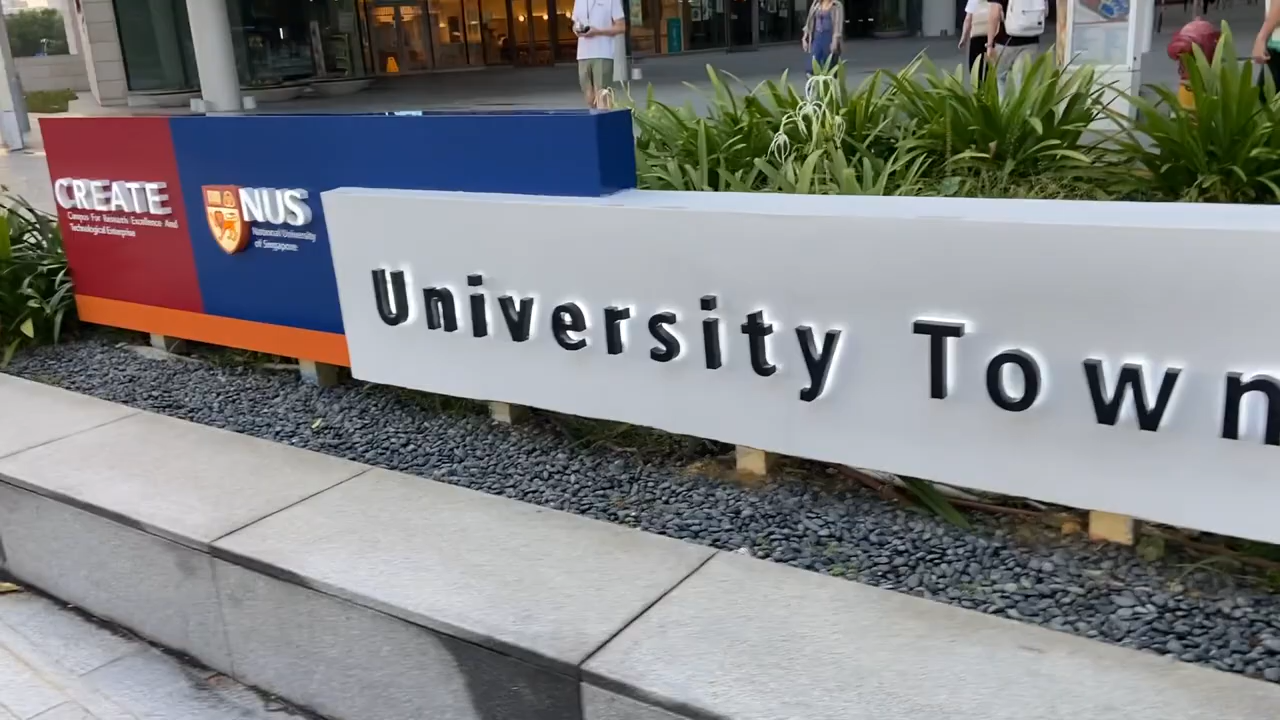 CREATE
Campus For Research Excellence And
Technological Enterprise
NUS
National University
of Singapore
University Town